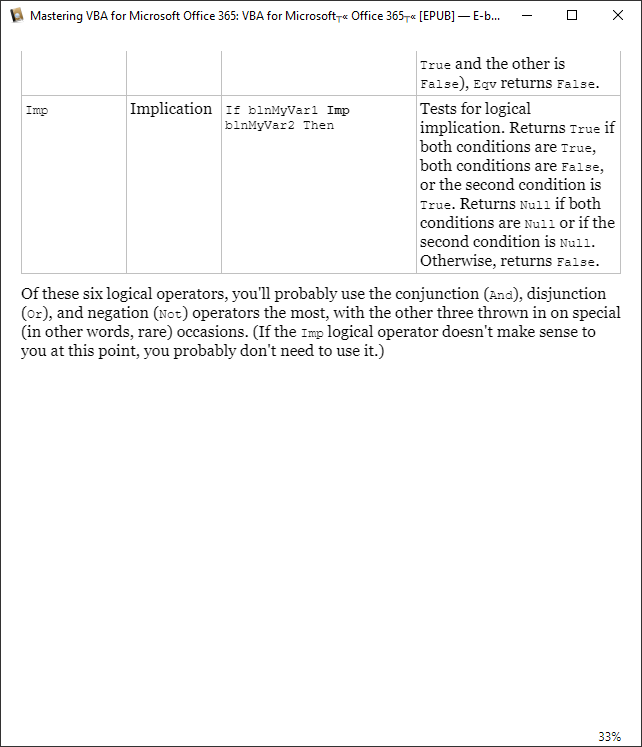 Mastering VBA for Microsoft Office 365: VBA for Microsoft┬« Office 365┬« [EPUB] — E-b...
True and the other is
False), Eqv returns False.
Imp Implication If blnMyVar1 Imp Tests for logical
blnMyVar2 Then implication. Returns True if
both conditions are True,
both conditions are False,
or the second condition is
True. Returns Null if both
conditions are Null or if the
second condition is Null.
Otherwise, returns False.
Of these six logical operators, you'll probably use the conjunction (And), disjunction
(Or), and negation (Not) operators the most, with the other three thrown in on special
(in other words, rare) occasions. (If the Imp logical operator doesn't make sense to
you at this point, you probably don't need to use it.)
33%